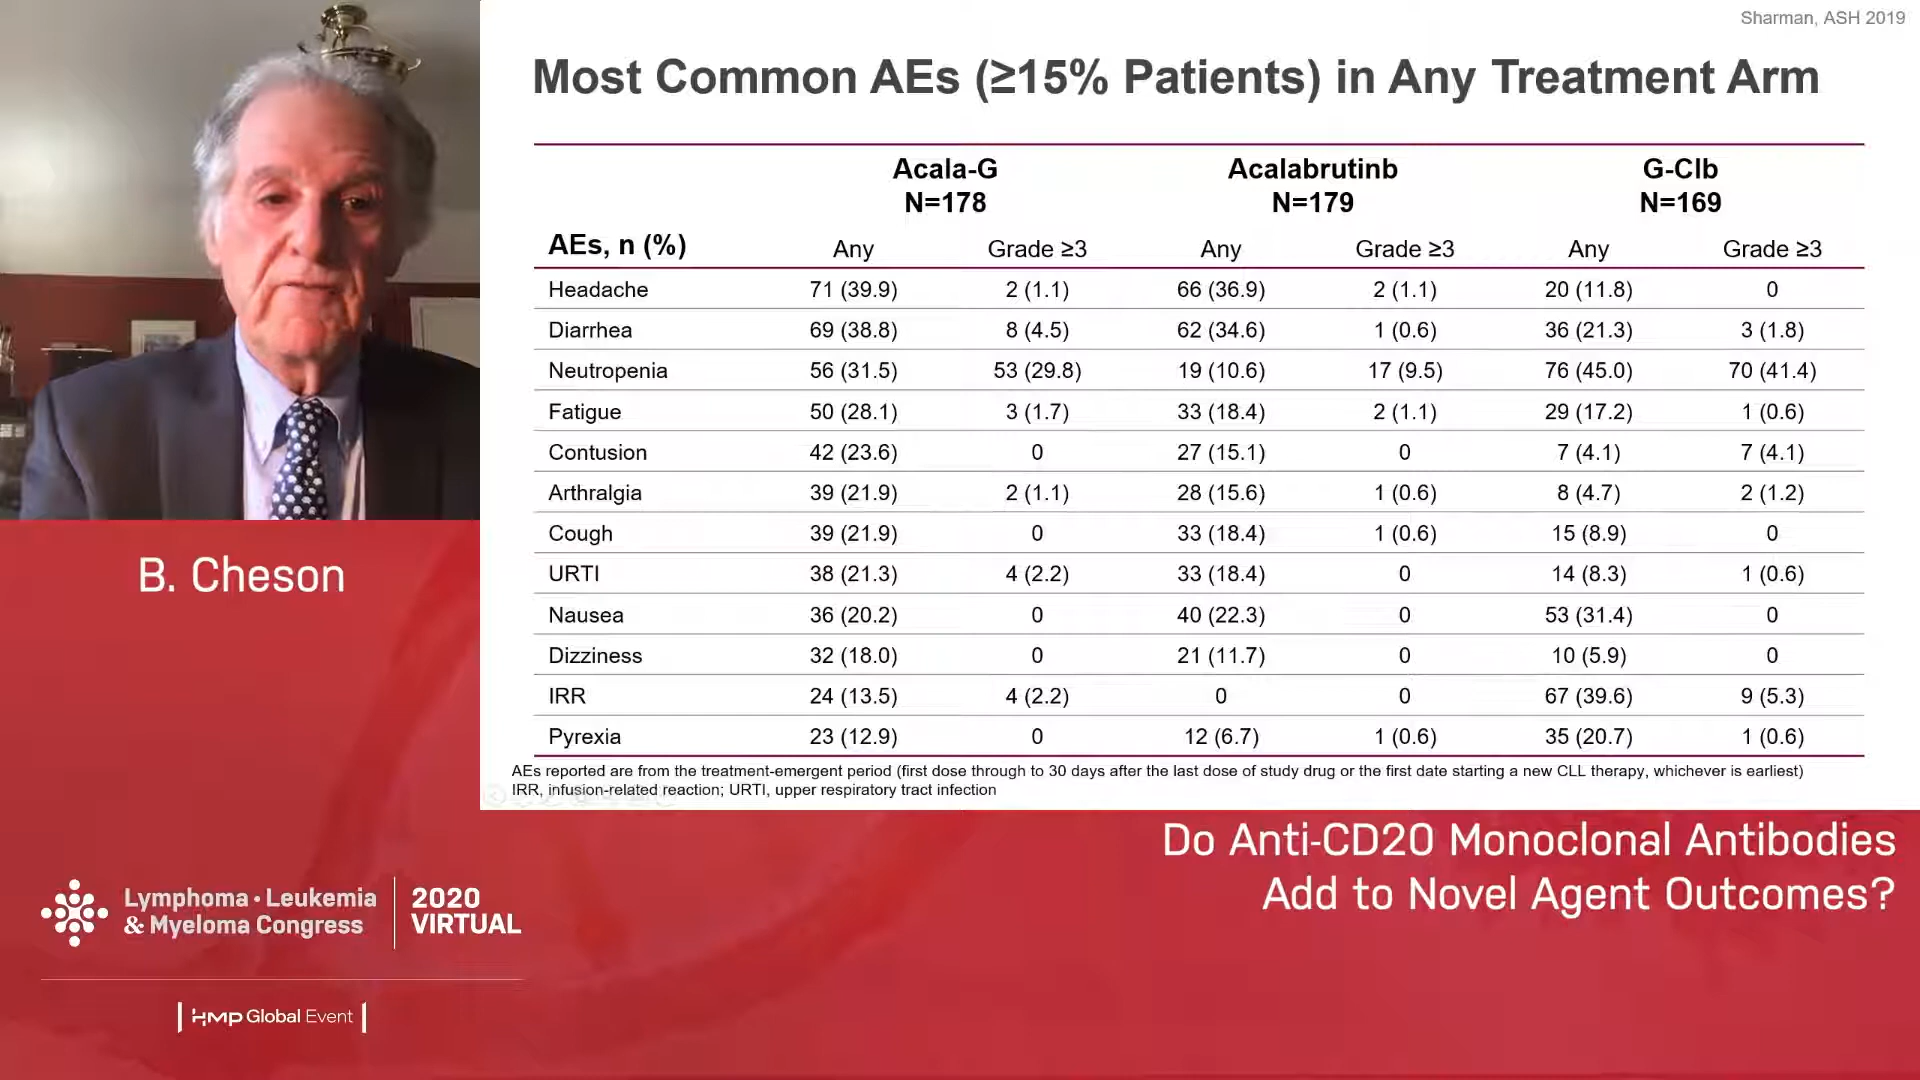 Sharman, ASH 2019
Most Common AEs (≥15% Patients) in Any Treatment Arm
Acala-G Acalabrutinb G-Clb
N=178 N=179 N=169
AEs, n (%) Any Grade ≥3 Any Grade ≥3 Any Grade ≥3
Headache 71 (39.9) 2 (1.1) 66 (36.9) 2 (1.1) 20 (11.8) 0
Diarrhea 69 (38.8) 8 (4.5) 62 (34.6) 1 (0.6) 36 (21.3) 3 (1.8)
Neutropenia 56 (31.5) 53 (29.8) 19 (10.6) 17 (9.5) 76 (45.0) 70 (41.4)
Fatigue 50 (28.1) 3 (1.7) 33 (18.4) 2 (1.1) 29 (17.2) 1 (0.6)
Contusion 42 (23.6) 0 27 (15.1) 0 7 (4.1) 7 (4.1)
Arthralgia 39 (21.9) 2 (1.1) 28 (15.6) 1 (0.6) 8 (4.7) 2 (1.2)
Cough 39 (21.9) 0 33 (18.4) 1 (0.6) 15 (8.9) 0
URTI 38 (21.3) 4 (2.2) 33 (18.4) 0 14 (8.3) 1 (0.6)
Nausea 36 (20.2) 0 40 (22.3) 0 53 (31.4) 0
Dizziness 32 (18.0) 0 21 (11.7) 0 10 (5.9) 0
IRR 24 (13.5) 4 (2.2) 0 0 67 (39.6) 9 (5.3)
Pyrexia 23 (12.9) 0 12 (6.7) 1 (0.6) 35 (20.7) 1 (0.6)
AEs reported are from the treatment-emergent period (first dose through to 30 days after the last dose of study drug or the first date starting a new CLL therapy, whichever is earliest)
IRR, infusion-related reaction; URTI, upper respiratory tract infection
B. Cheson
Do Anti-CD20 Monoclonal Antibodies
Add to Novel Agent Outcomes?
Lymphoma • Leukemia
& Myeloma Congress
2020
VIRTUAL
HMP Global Event